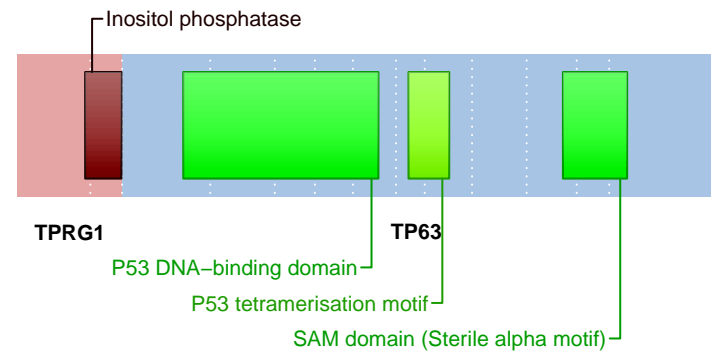 Inositol phosphatase
TPRG1
TP63
P53 DNA−binding domain
P53 tetramerisation motif
SAM domain (Sterile alpha motif)